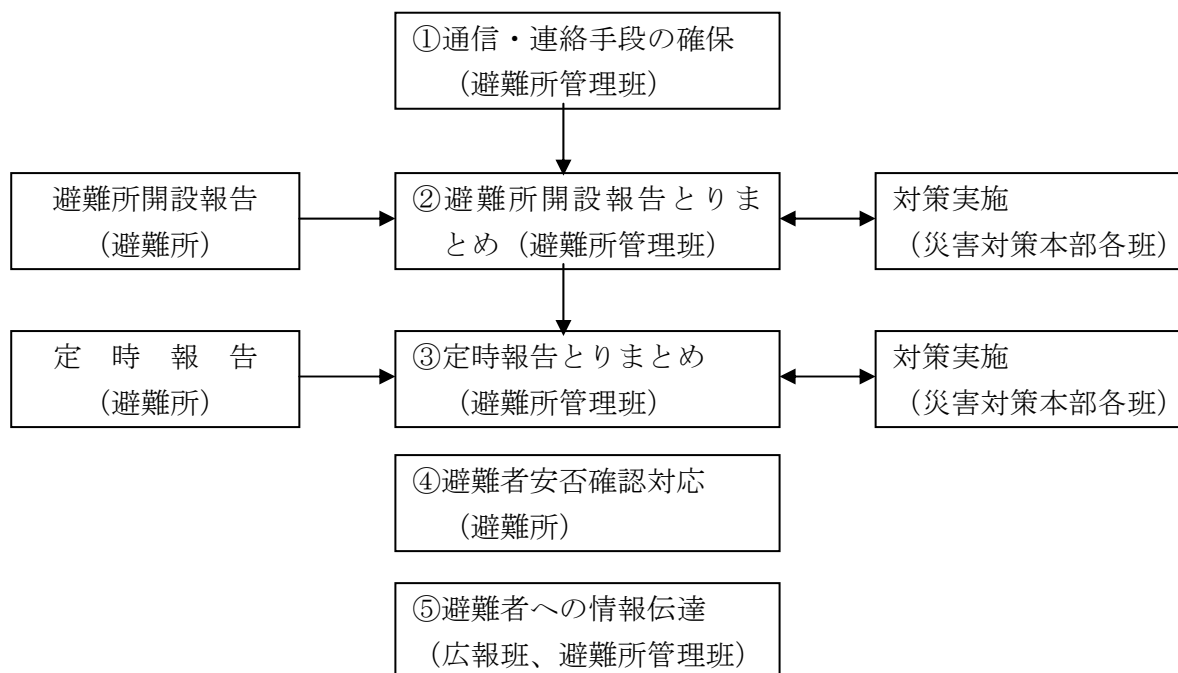 ①通信・連絡手段の確保
（避難所管理班）
避難所開設報告
（避難所）
②避難所開設報告とりま
とめ（避難所管理班）
対策実施
（災害対策本部各班）
定　時　報　告
（避難所）
③定時報告とりまとめ
（避難所管理班）
対策実施
（災害対策本部各班）
④避難者安否確認対応
（避難所）
⑤避難者への情報伝達
（広報班、避難所管理班）